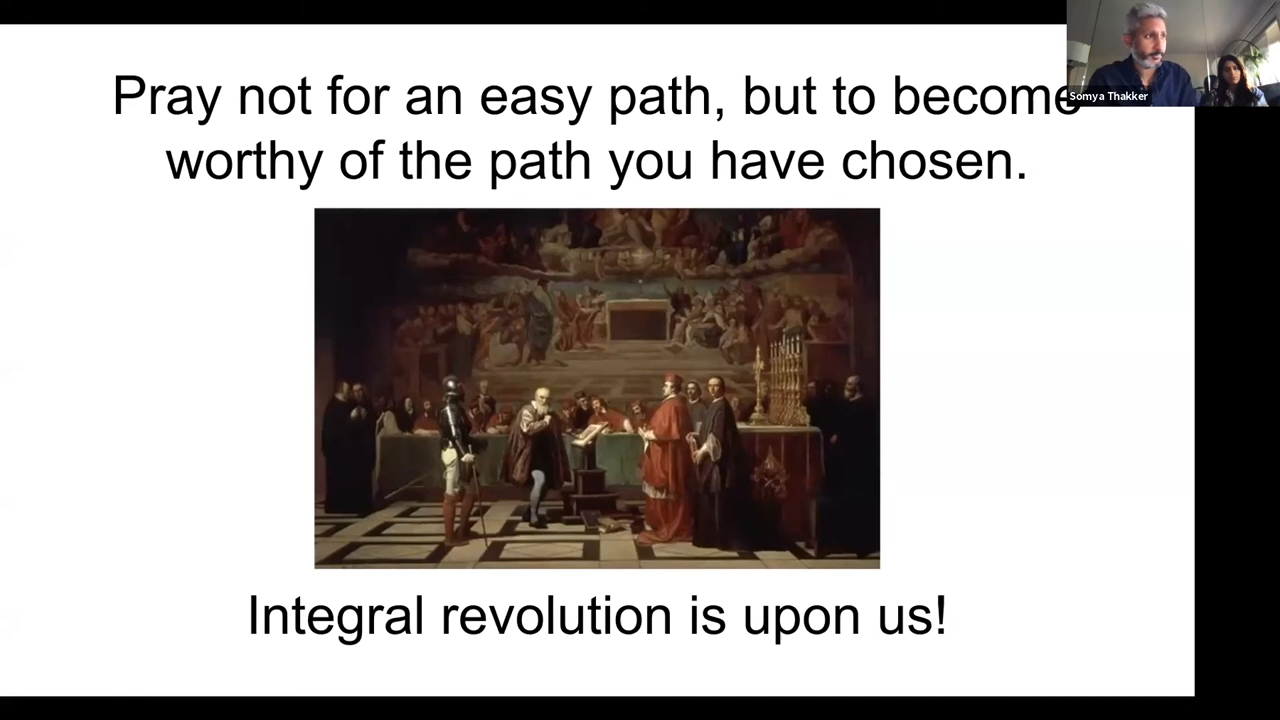 Pray not for an easy path, but to become
worthy of the path you have chosen.
Somya Thakker
Integral revolution is upon us!